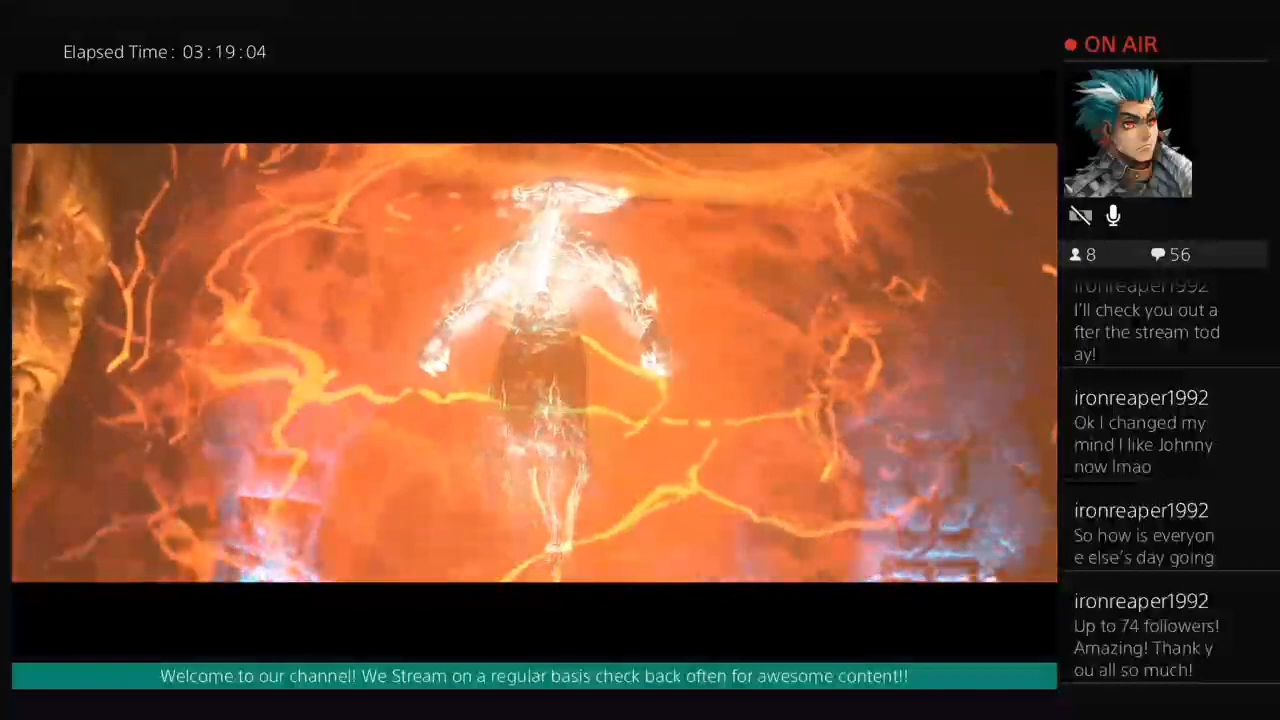 Elapsed Time: 03:19:04
ON AIR
8 56
ironreaper1992
I'll check you out a
fter the stream tod
ay!
ironreaper1992
Ok I changed my
mind I like Johnny
now lmao
ironreaper1992
So how is everyon
e else's day going
ironreaper1992
Up to 74 followers!
Amazing! Thank y
ou all so much!
Welcome to our channel! We Stream on a regular basis check back often for awesome content!!